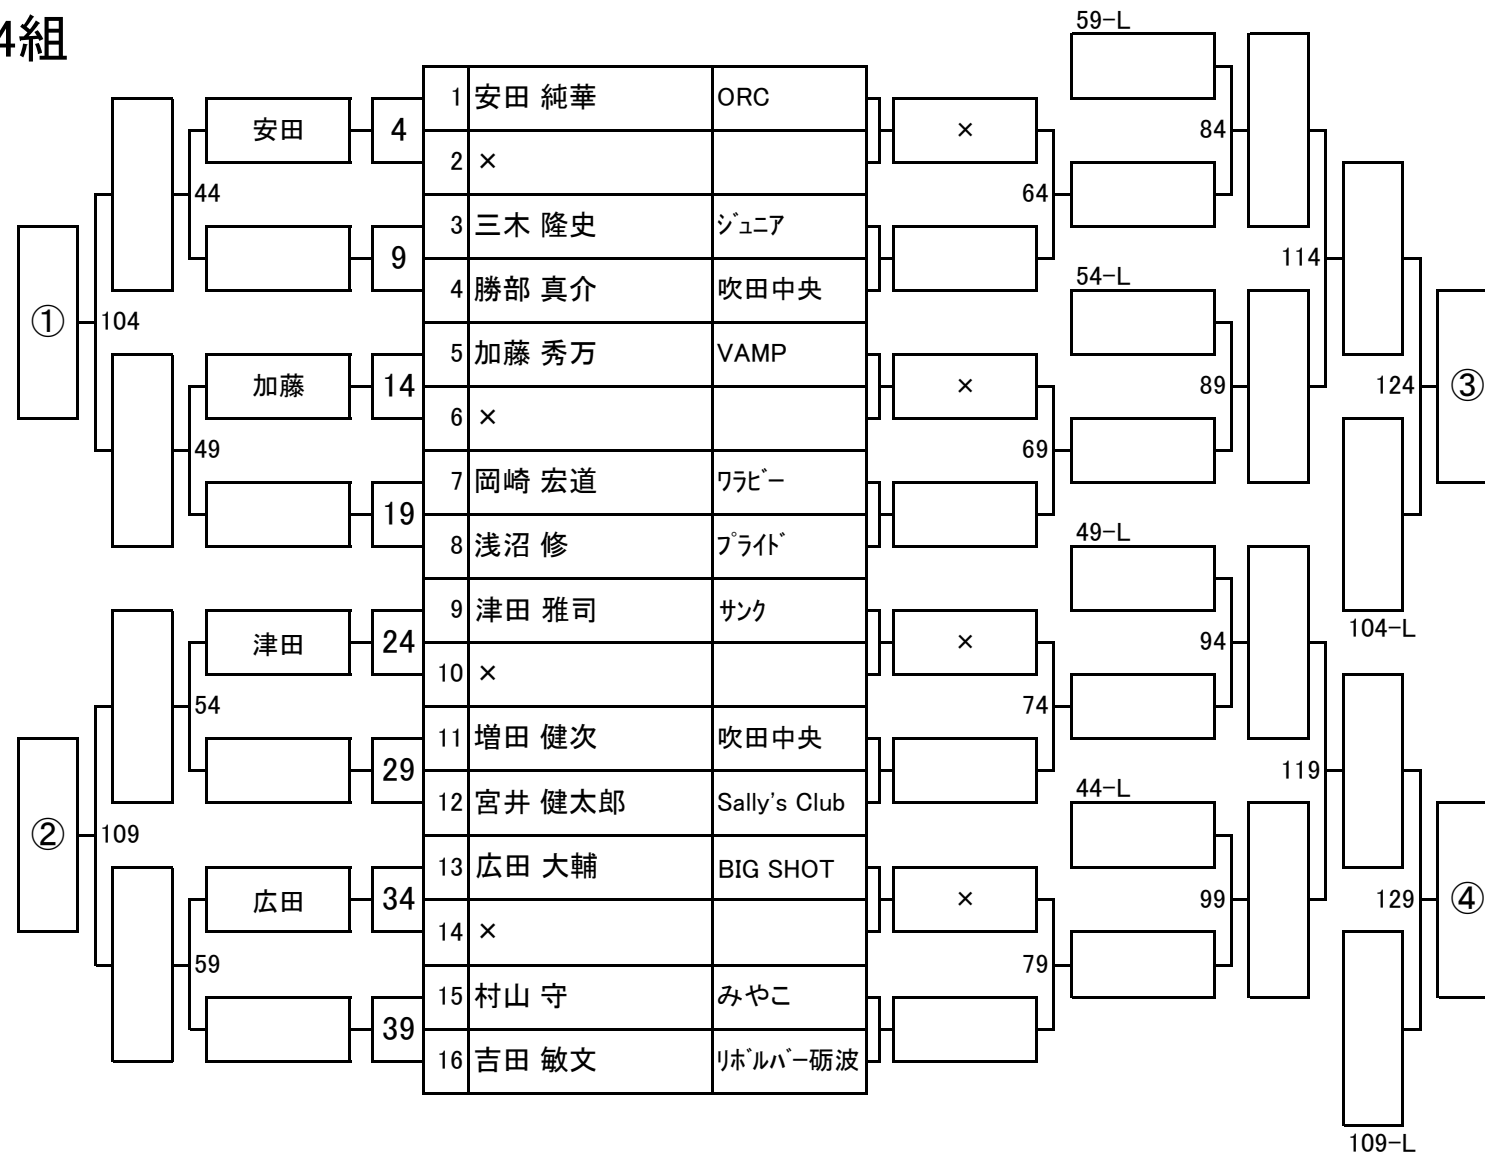 4組
59-L
1 安田 純華 ORC
安田 4 × 84
2 ×
44 64
3 三木 隆史 ｼﾞｭﾆｱ
9 114
4 勝部 真介 吹田中央 54-L
① 104
5 加藤 秀万 VAMP
加藤 14 × 89 124 ③
6 ×
49 69
7 岡崎 宏道 ﾜﾗﾋﾞｰ
19 49-L
8 浅沼 修 ﾌﾟﾗｲﾄﾞ
9 津田 雅司 ｻﾝｸ
104-L
津田 24 × 94
10 ×
54 74
11 増田 健次 吹田中央
29 119
12 宮井 健太郎 Sally's Club 44-L
② 109
13 広田 大輔 BIG SHOT
広田 34 × 99 129 ④
14 ×
59 79
15 村山 守 みやこ
39
16 吉田 敏文 ﾘﾎﾞﾙﾊﾞｰ砺波
109-L